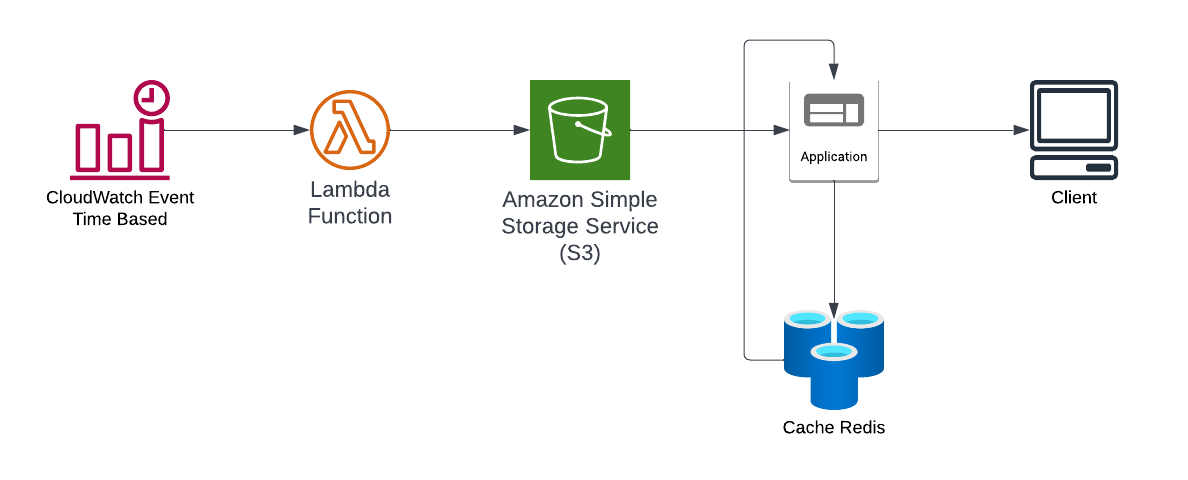 CloudWatch Event
Time Based
Lambda
Function
Amazon Simple
Storage Service
(S3)
Application
Client
Cache Redis